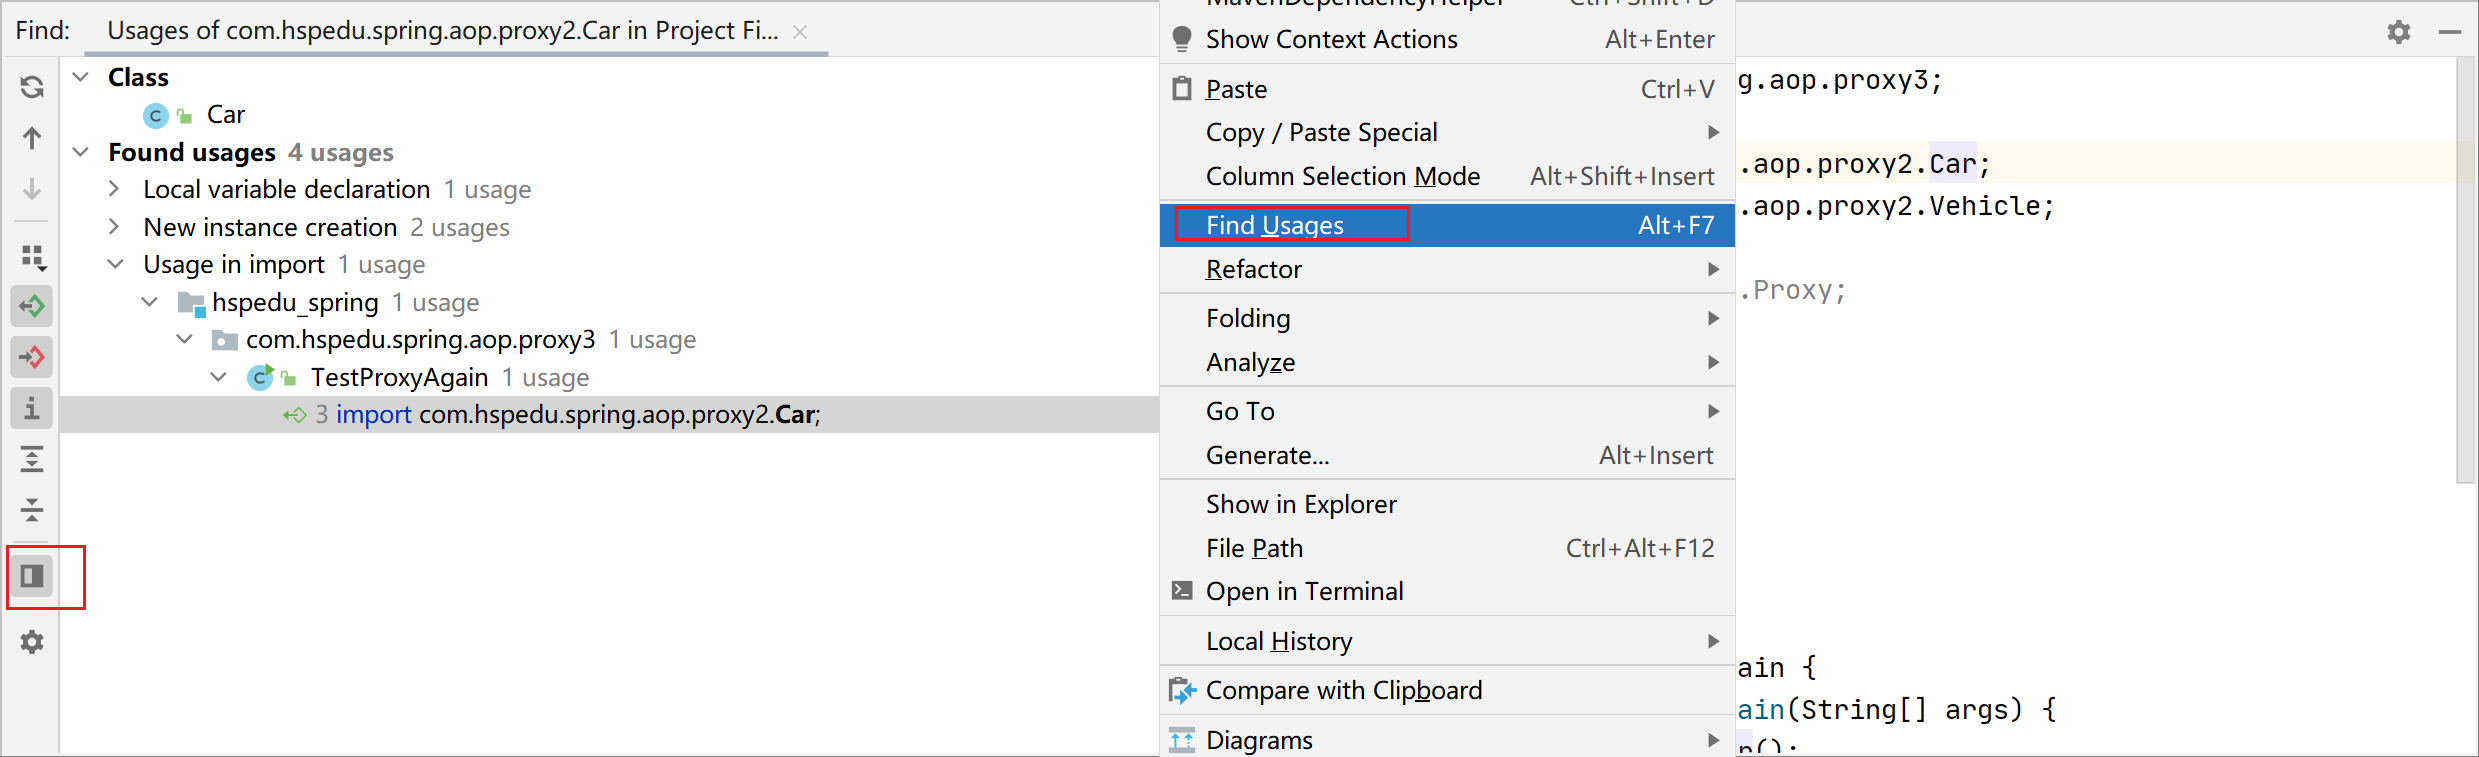 Find: Usages of com.hspedu.spring.aop.proxy2.Car in Project Fi...
Class
Car
Found usages 4 usages
Local variable declaration 1 usage
New instance creation 2 usages
Usage in import 1 usage
hspedu_spring 1 usage
com.hspedu.spring.aop.proxy3 1 usage
TestProxyAgain 1 usage
3 import com.hspedu.spring.aop.proxy2.Car;
MavenDependencyHelper Ctrl+Shift+D
Show Context Actions Alt+Enter
Paste Ctrl+V
Copy / Paste Special
Column Selection Mode Alt+Shift+Insert
Find Usages Alt+F7
Refactor
Folding
Analyze
Go To
Generate... Alt+Insert
Show in Explorer
File Path Ctrl+Alt+F12
Open in Terminal
Local History
Compare with Clipboard
Diagrams
g.aop.proxy3;
.aop.proxy2.Car;
.aop.proxy2.Vehicle;
.Proxy;
ain {
ain(String[] args) {
r();